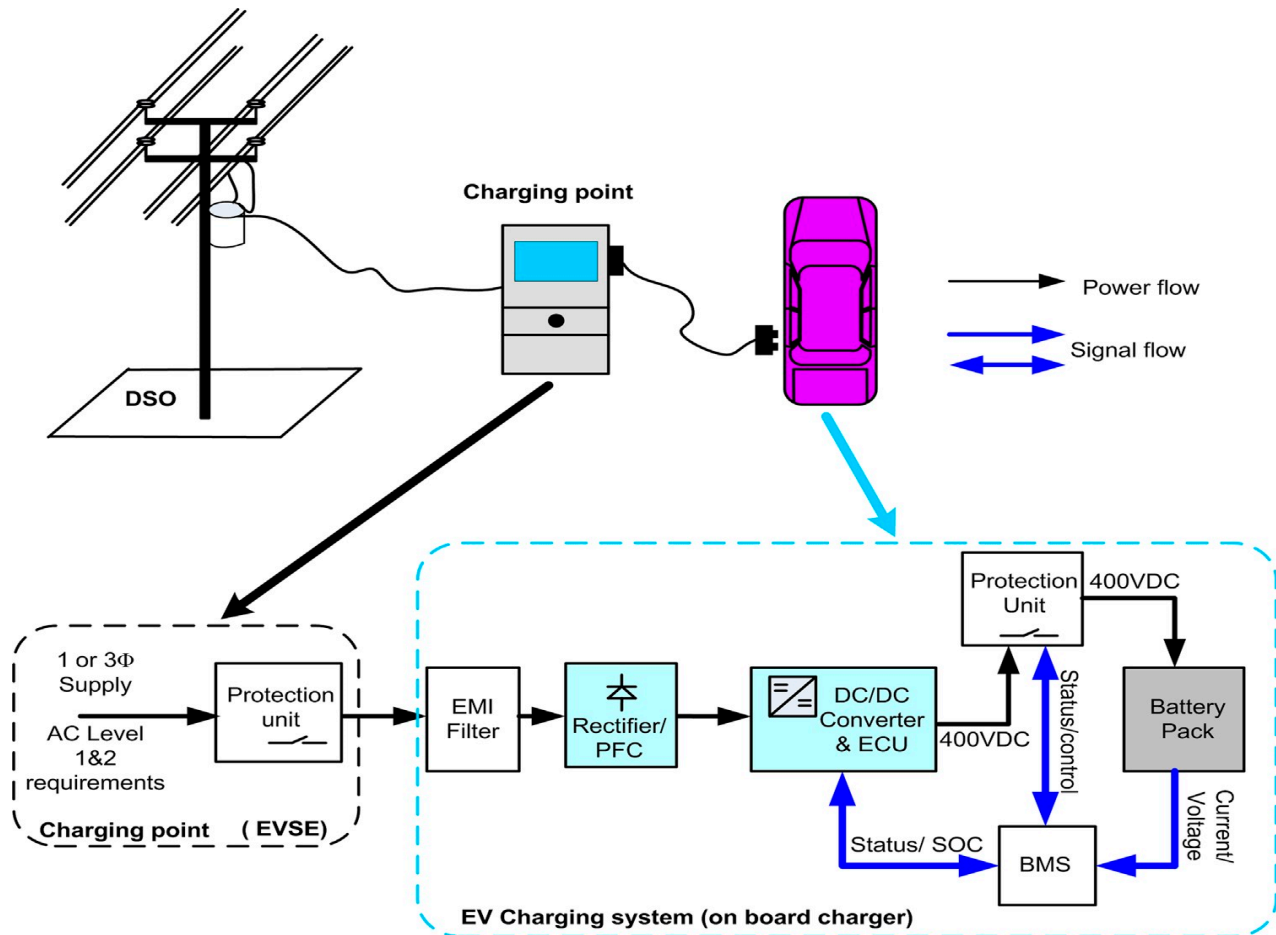 Charging point
Power flow
Signal flow
DSO
1 or 3Φ
Supply
AC Level
1&2
requirements
Protection
unit
Charging point ( EVSE)
EMI
Filter
Rectifier/
PFC
DC/DC
Converter
& ECU
400VDC
Protection
Unit
400VDC
Status/control
Battery
Pack
Current/
Voltage
Status/ SOC
BMS
EV Charging system (on board charger)